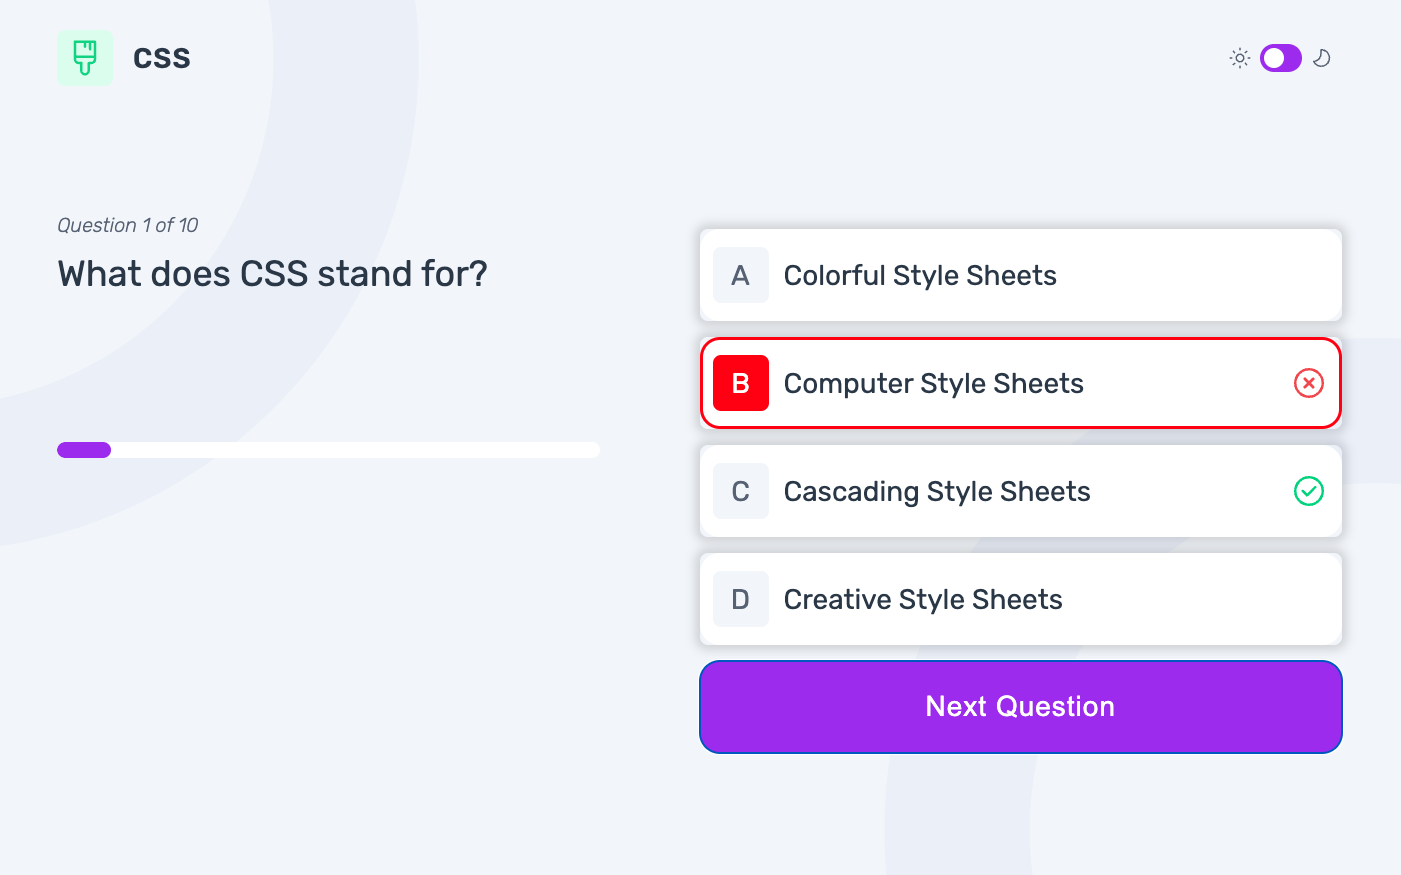 CSS
Question 1 of 10
What does CSS stand for?
A Colorful Style Sheets
B Computer Style Sheets
C Cascading Style Sheets
D Creative Style Sheets
Next Question